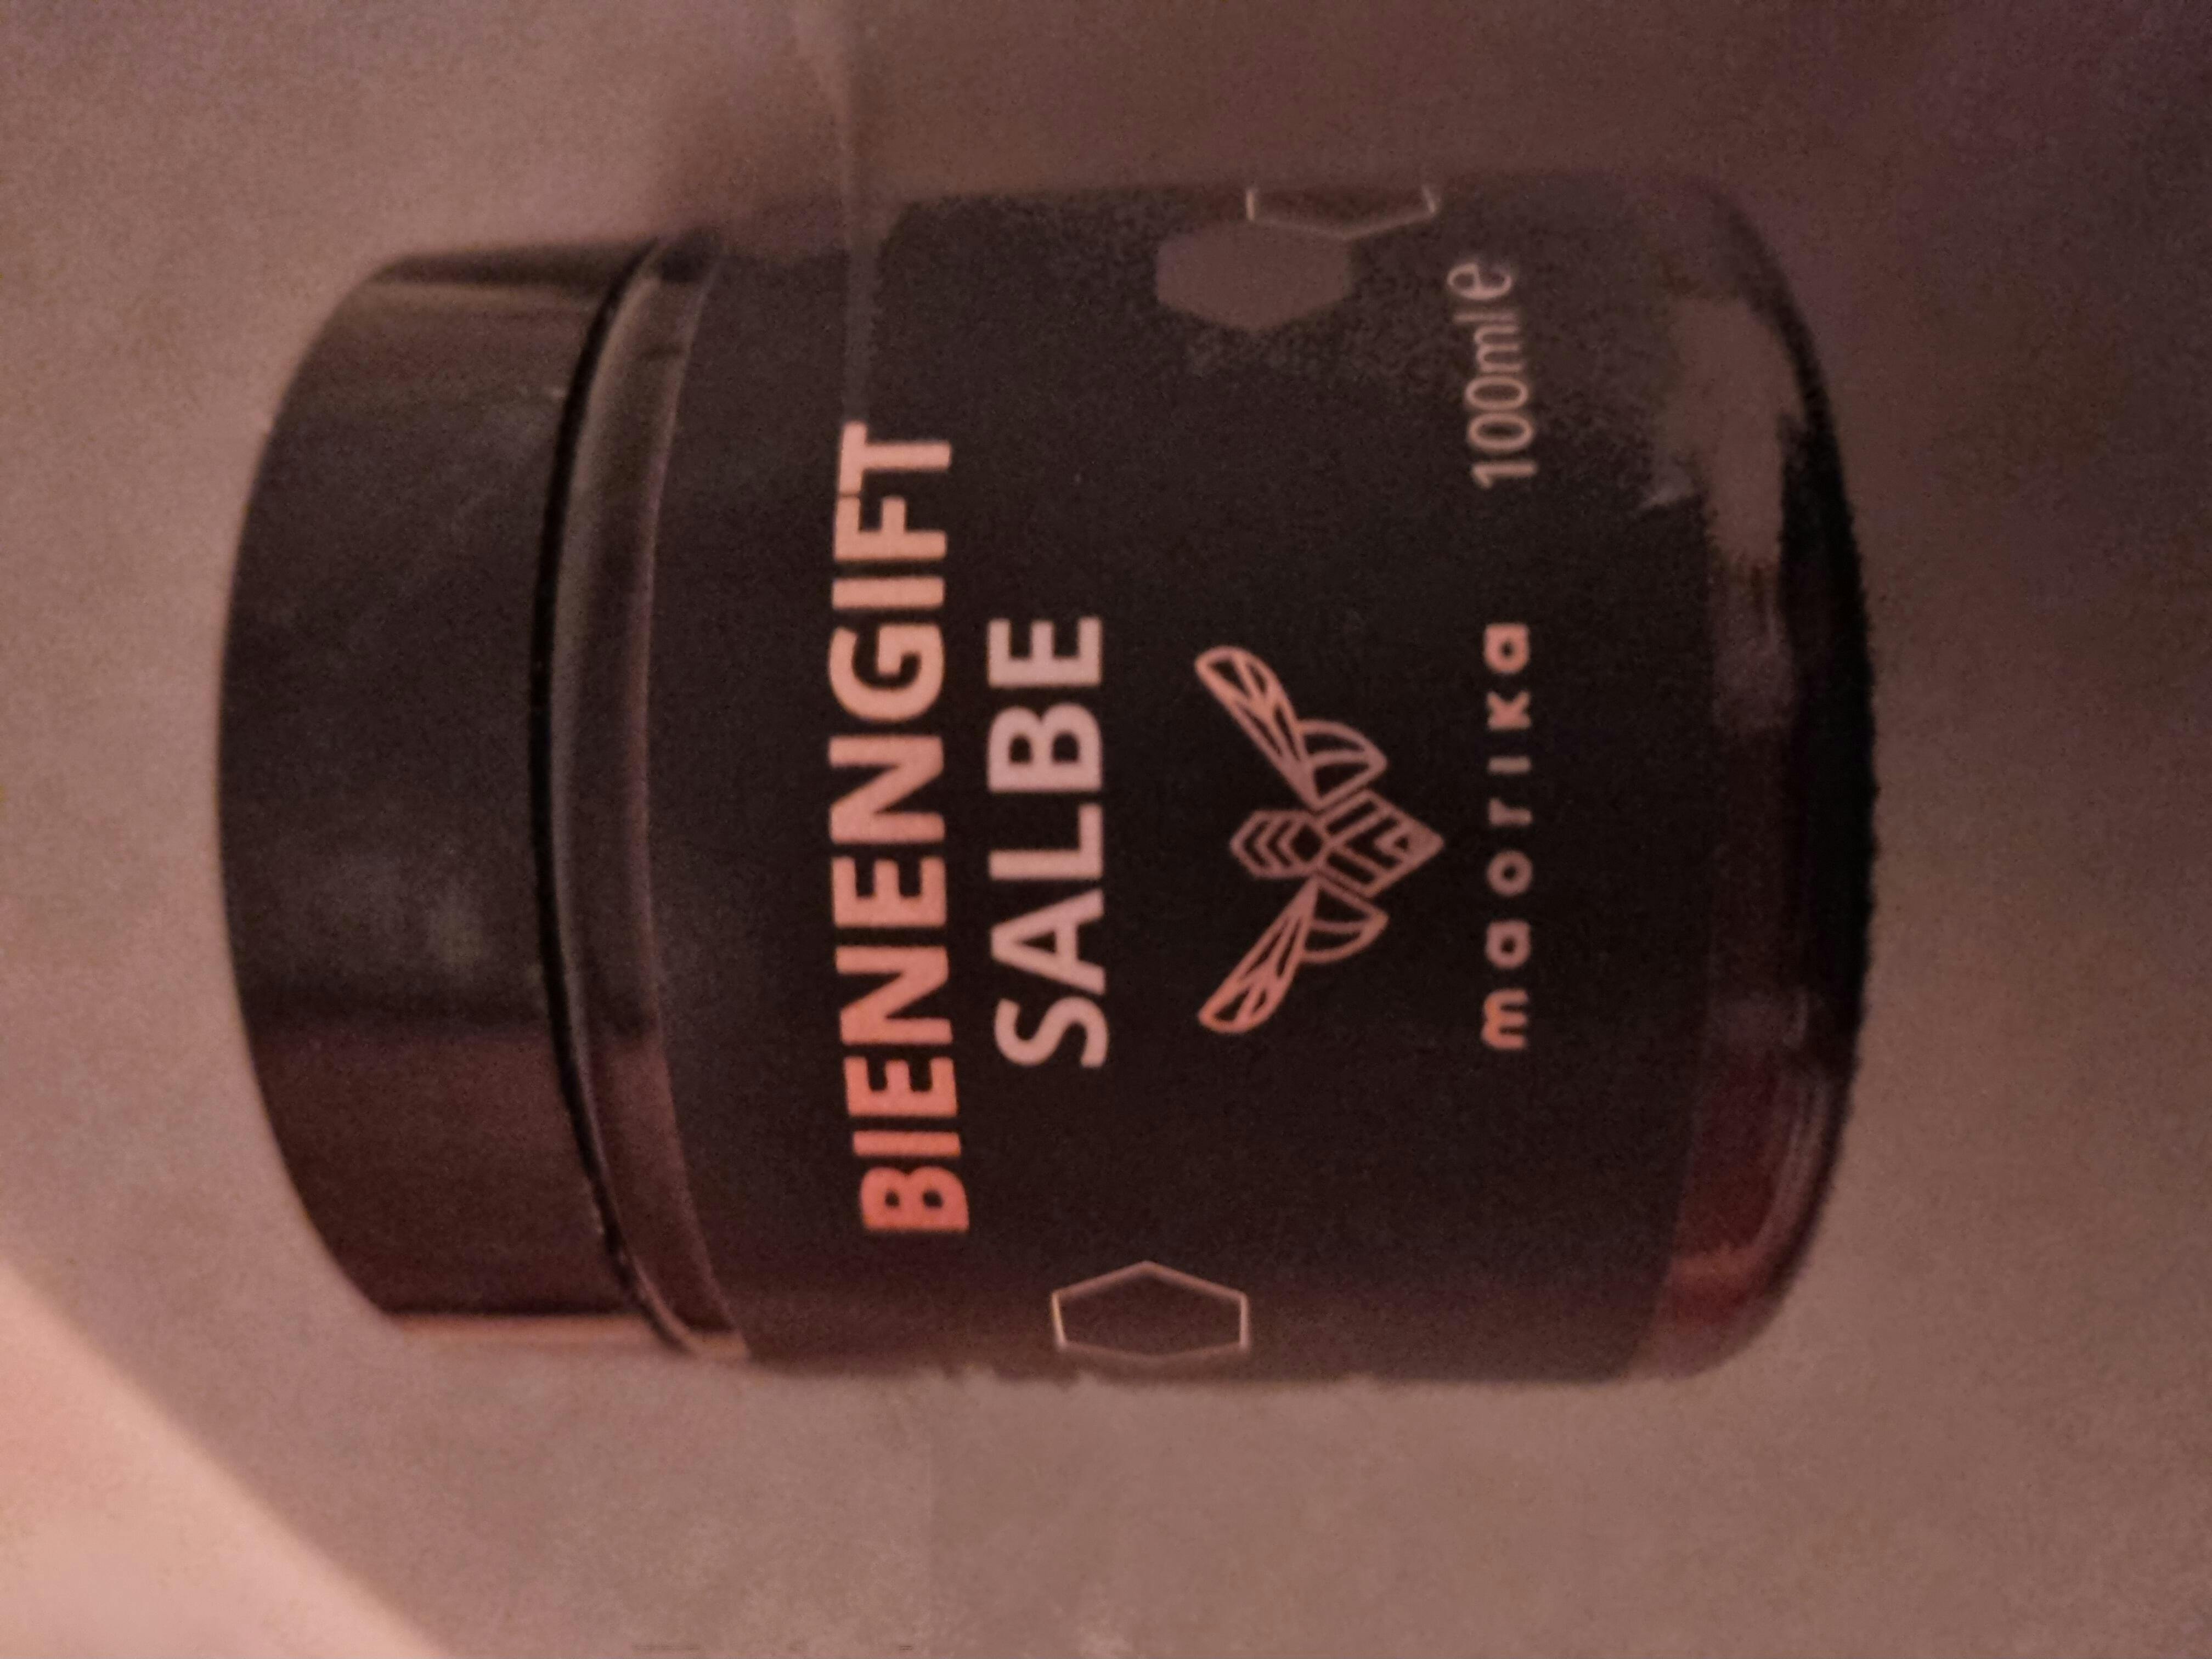 BIENENGIFT
SALBE
maorika 100ml e